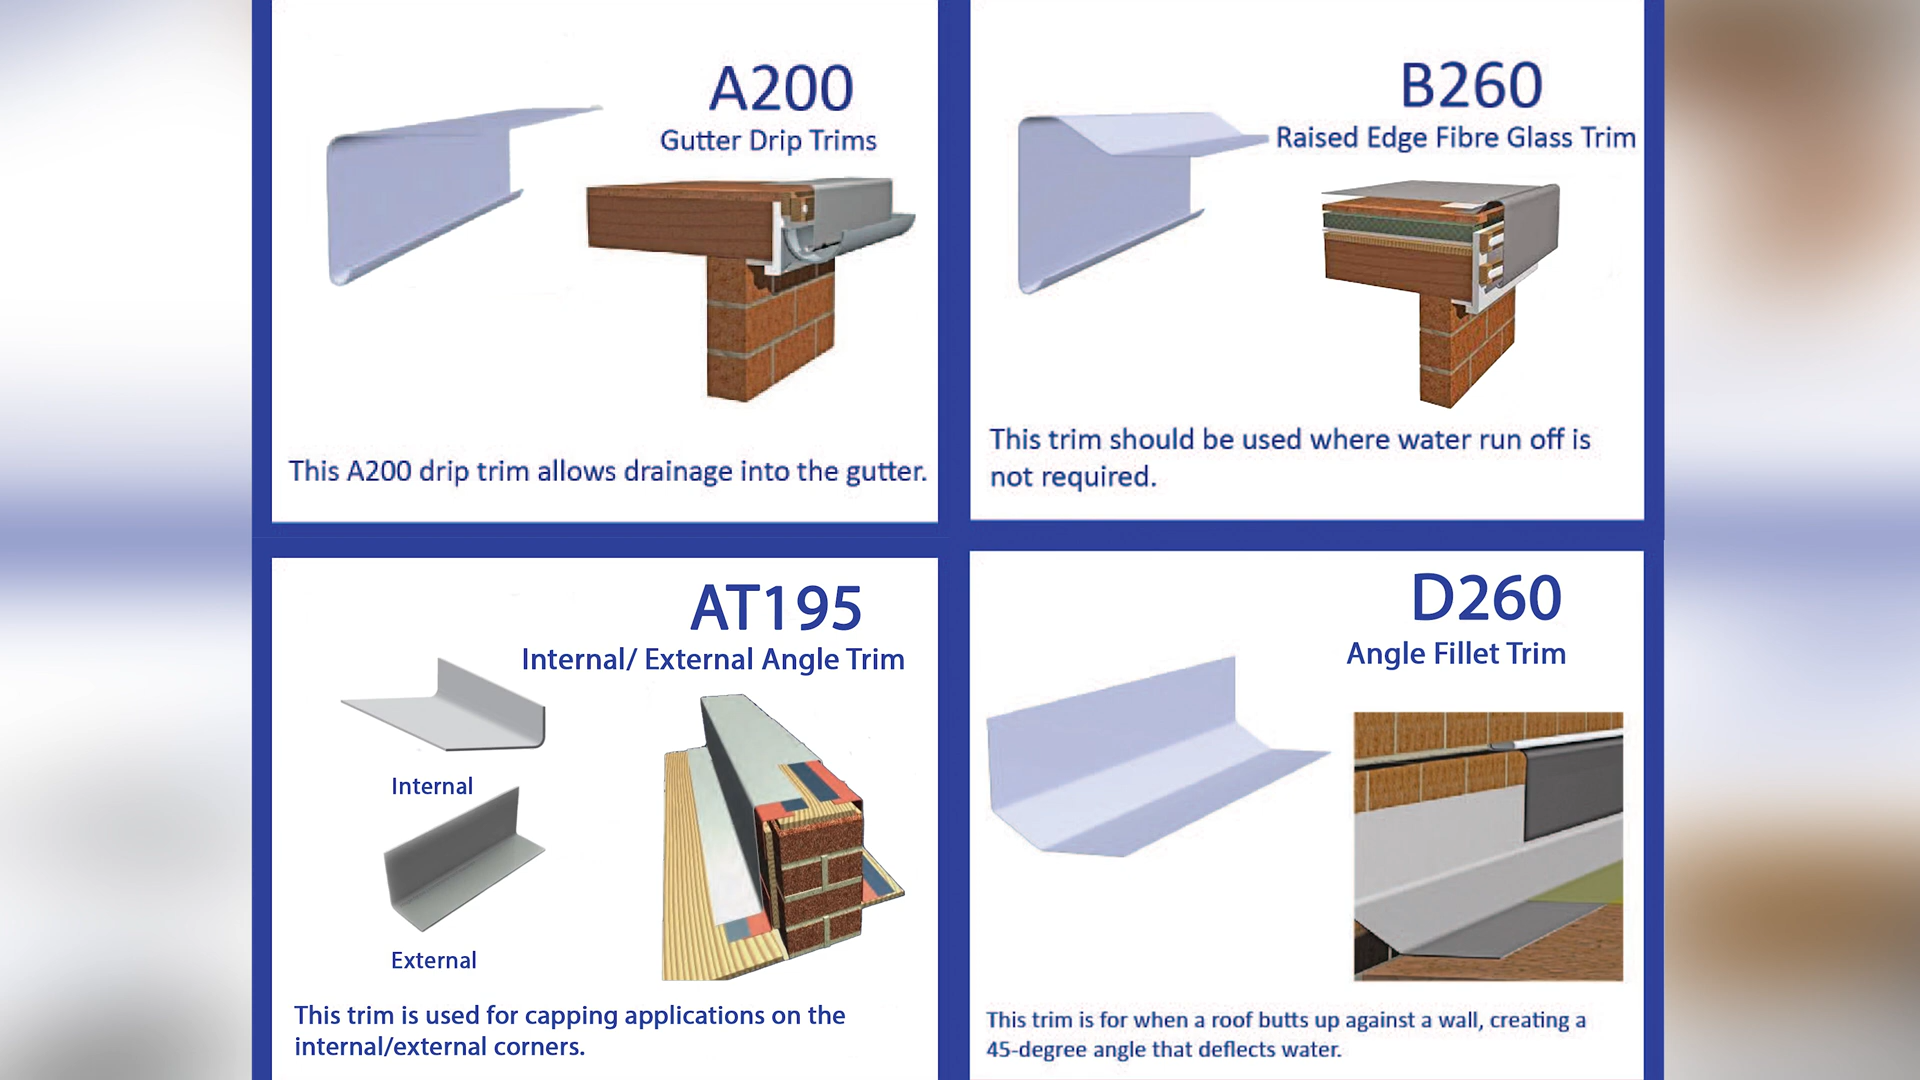 A200
Gutter Drip Trims
This A200 drip trim allows drainage into the gutter.
B260
Raised Edge Fibre Glass Trim
This trim should be used where water run off is
not required.
AT195
Internal/ External Angle Trim
Internal
External
This trim is used for capping applications on the
internal/external corners.
D260
Angle Fillet Trim
This trim is for when a roof butts up against a wall, creating a
45-degree angle that deflects water.